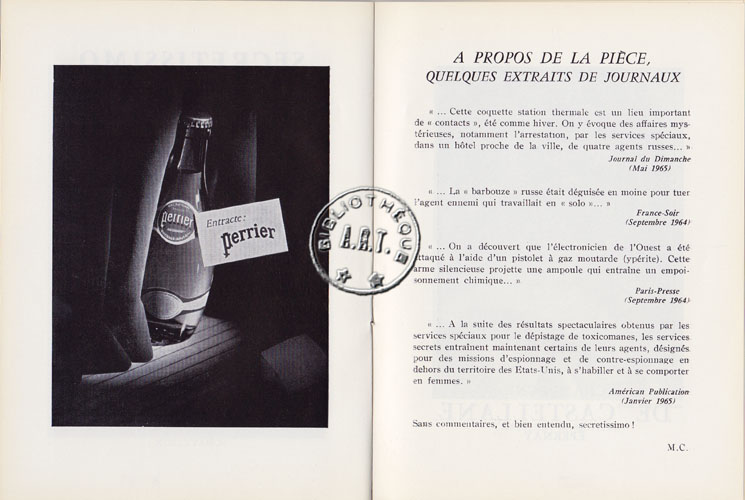 perrier
Entracte:
Perrier
BIBLIOTHÈQUE
A.R.T.
A PROPOS DE LA PIÈCE,
QUELQUES EXTRAITS DE JOURNAUX
« ... Cette coquette station thermale est un lieu important
de « contacts », été comme hiver. On y évoque des affaires mys-
térieuses, notamment l'arrestation, par les services spéciaux,
dans un hôtel proche de la ville, de quatre agents russes... »
Journal du Dimanche
(Mai 1965)
« ... La « barbouze » russe était déguisée en moine pour tuer
l'agent ennemi qui travaillait en « solo »... »
France-Soir
(Septembre 1964)
« ... On a découvert que l'électronicien de l'Ouest a été
attaqué à l'aide d'un pistolet à gaz moutarde (ypérite). Cette
arme silencieuse projette une ampoule qui entraîne un empoi-
sonnement chimique... »
Paris-Presse
(Septembre 1964)
« ... A la suite des résultats spectaculaires obtenus par les
services spéciaux pour le dépistage de toxicomanes, les services
secrets entraînent maintenant certains de leurs agents, désignés
pour des missions d'espionnage et de contre-espionnage en
dehors du territoire des Etats-Unis, à s'habiller et à se comporter
en femmes. »
Américan Publication
(Janvier 1965)
Sans commentaires, et bien entendu, secretissimo !
M.C.